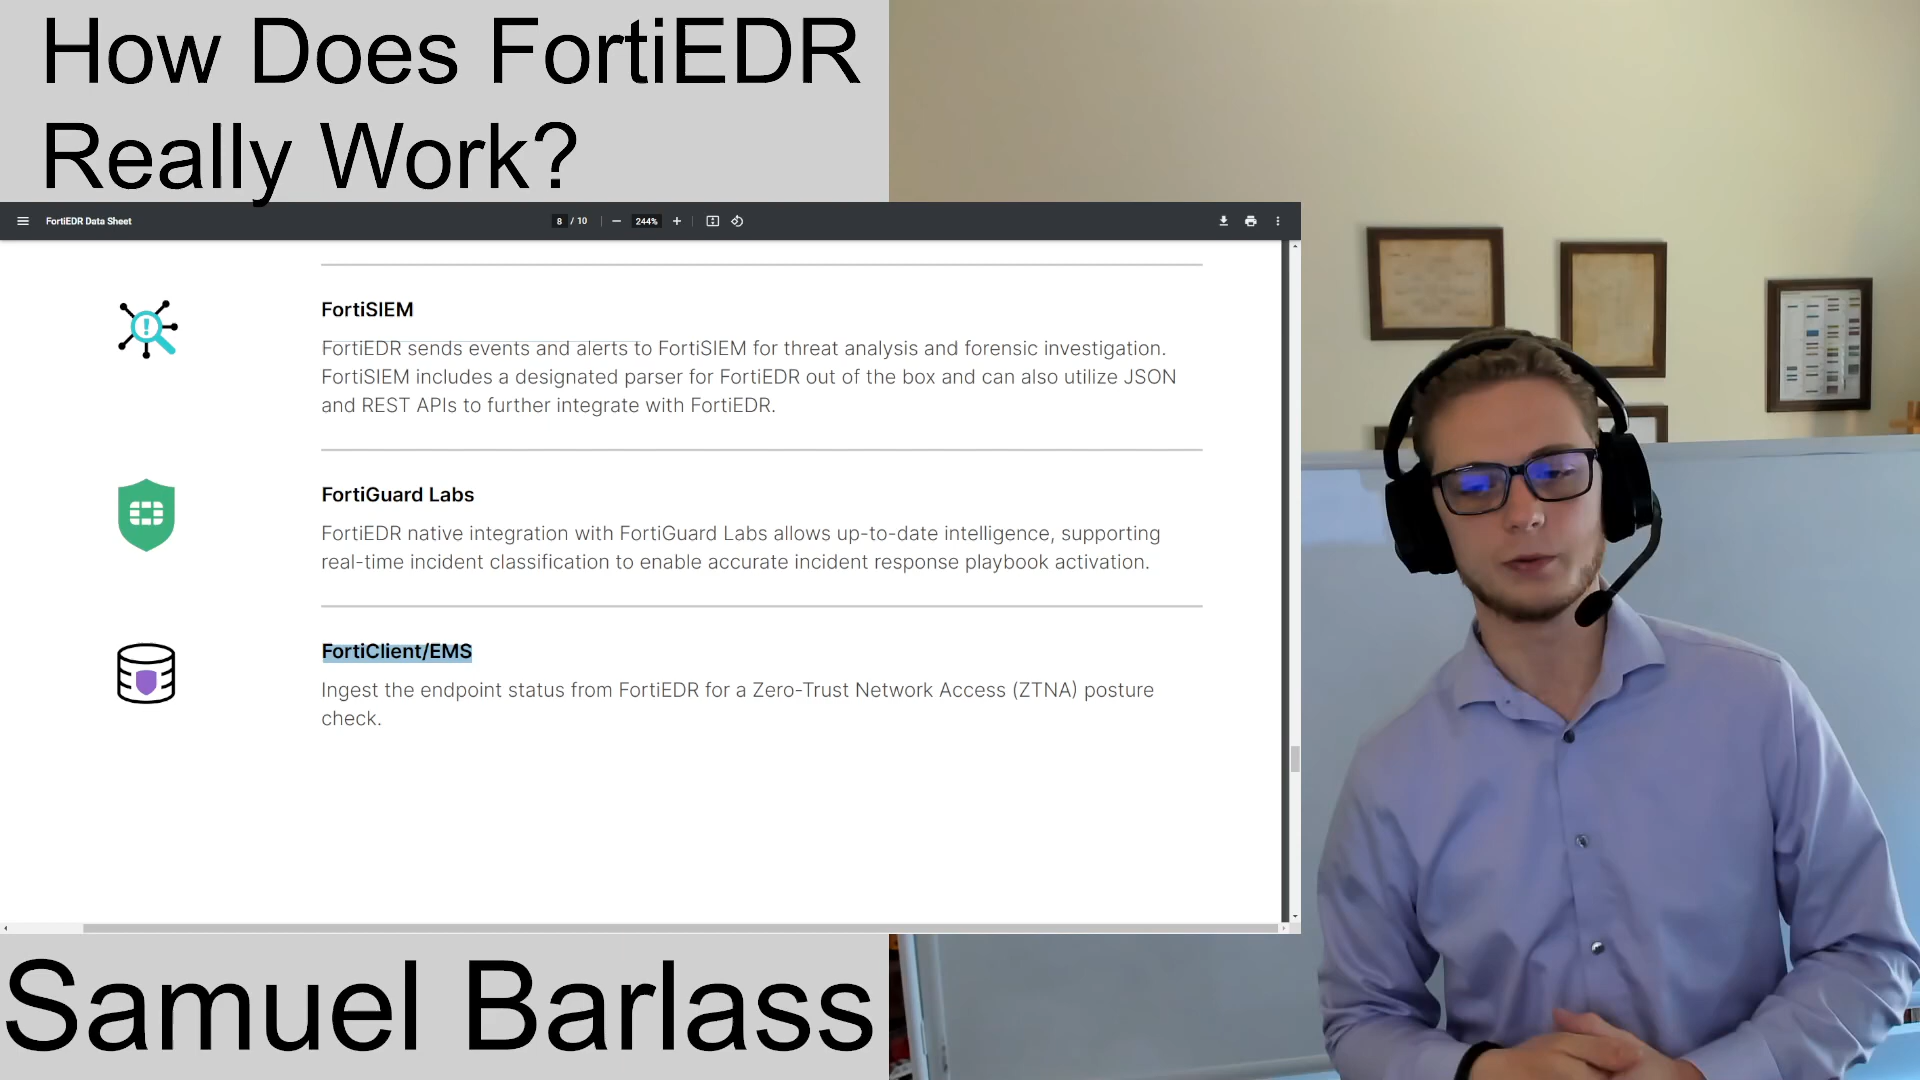 How Does FortiEDR
Really Work?
FortiEDR Data Sheet
8 / 10
244%
FortiSIEM
FortiEDR sends events and alerts to FortiSIEM for threat analysis and forensic investigation.
FortiSIEM includes a designated parser for FortiEDR out of the box and can also utilize JSON
and REST APIs to further integrate with FortiEDR.
FortiGuard Labs
FortiEDR native integration with FortiGuard Labs allows up-to-date intelligence, supporting
real-time incident classification to enable accurate incident response playbook activation.
FortiClient/EMS
Ingest the endpoint status from FortiEDR for a Zero-Trust Network Access (ZTNA) posture
check.
Samuel Barlass